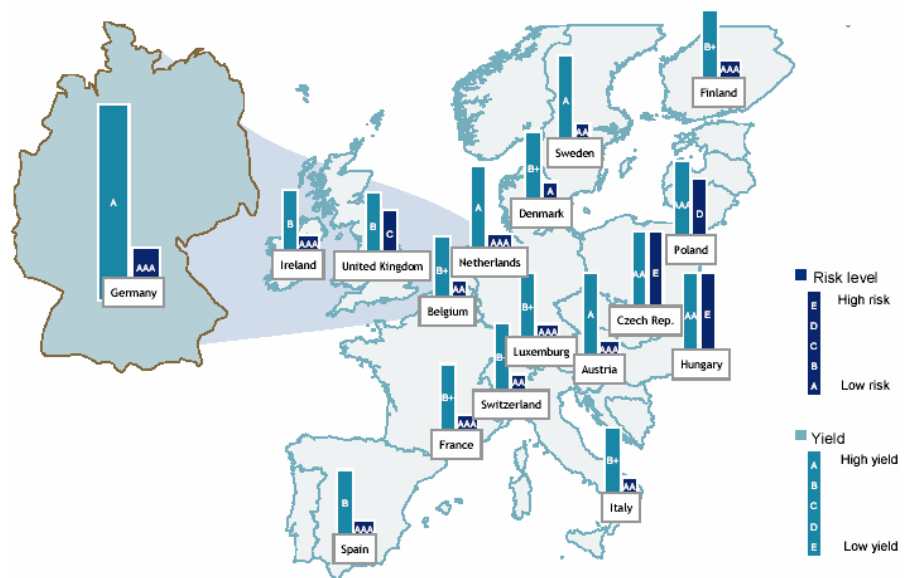 B+
AAA
Finland
A
AA
Sweden
B+
A
Denmark
A
AAA
Germany
B
AAA
Ireland
B
C
United Kingdom
A
AAA
Netherlands
AA
D
Poland
B+
AA
Belgium
AA
E
Czech Rep.
AA
E
Hungary
B+
AAA
Luxemburg
A
AAA
Austria
B-
AA
Switzerland
B+
AAA
France
B+
AA
Italy
B
AAA
Spain
Risk level
E High risk
D
C
B
A Low risk
Yield
A High yield
B
C
D
E Low yield